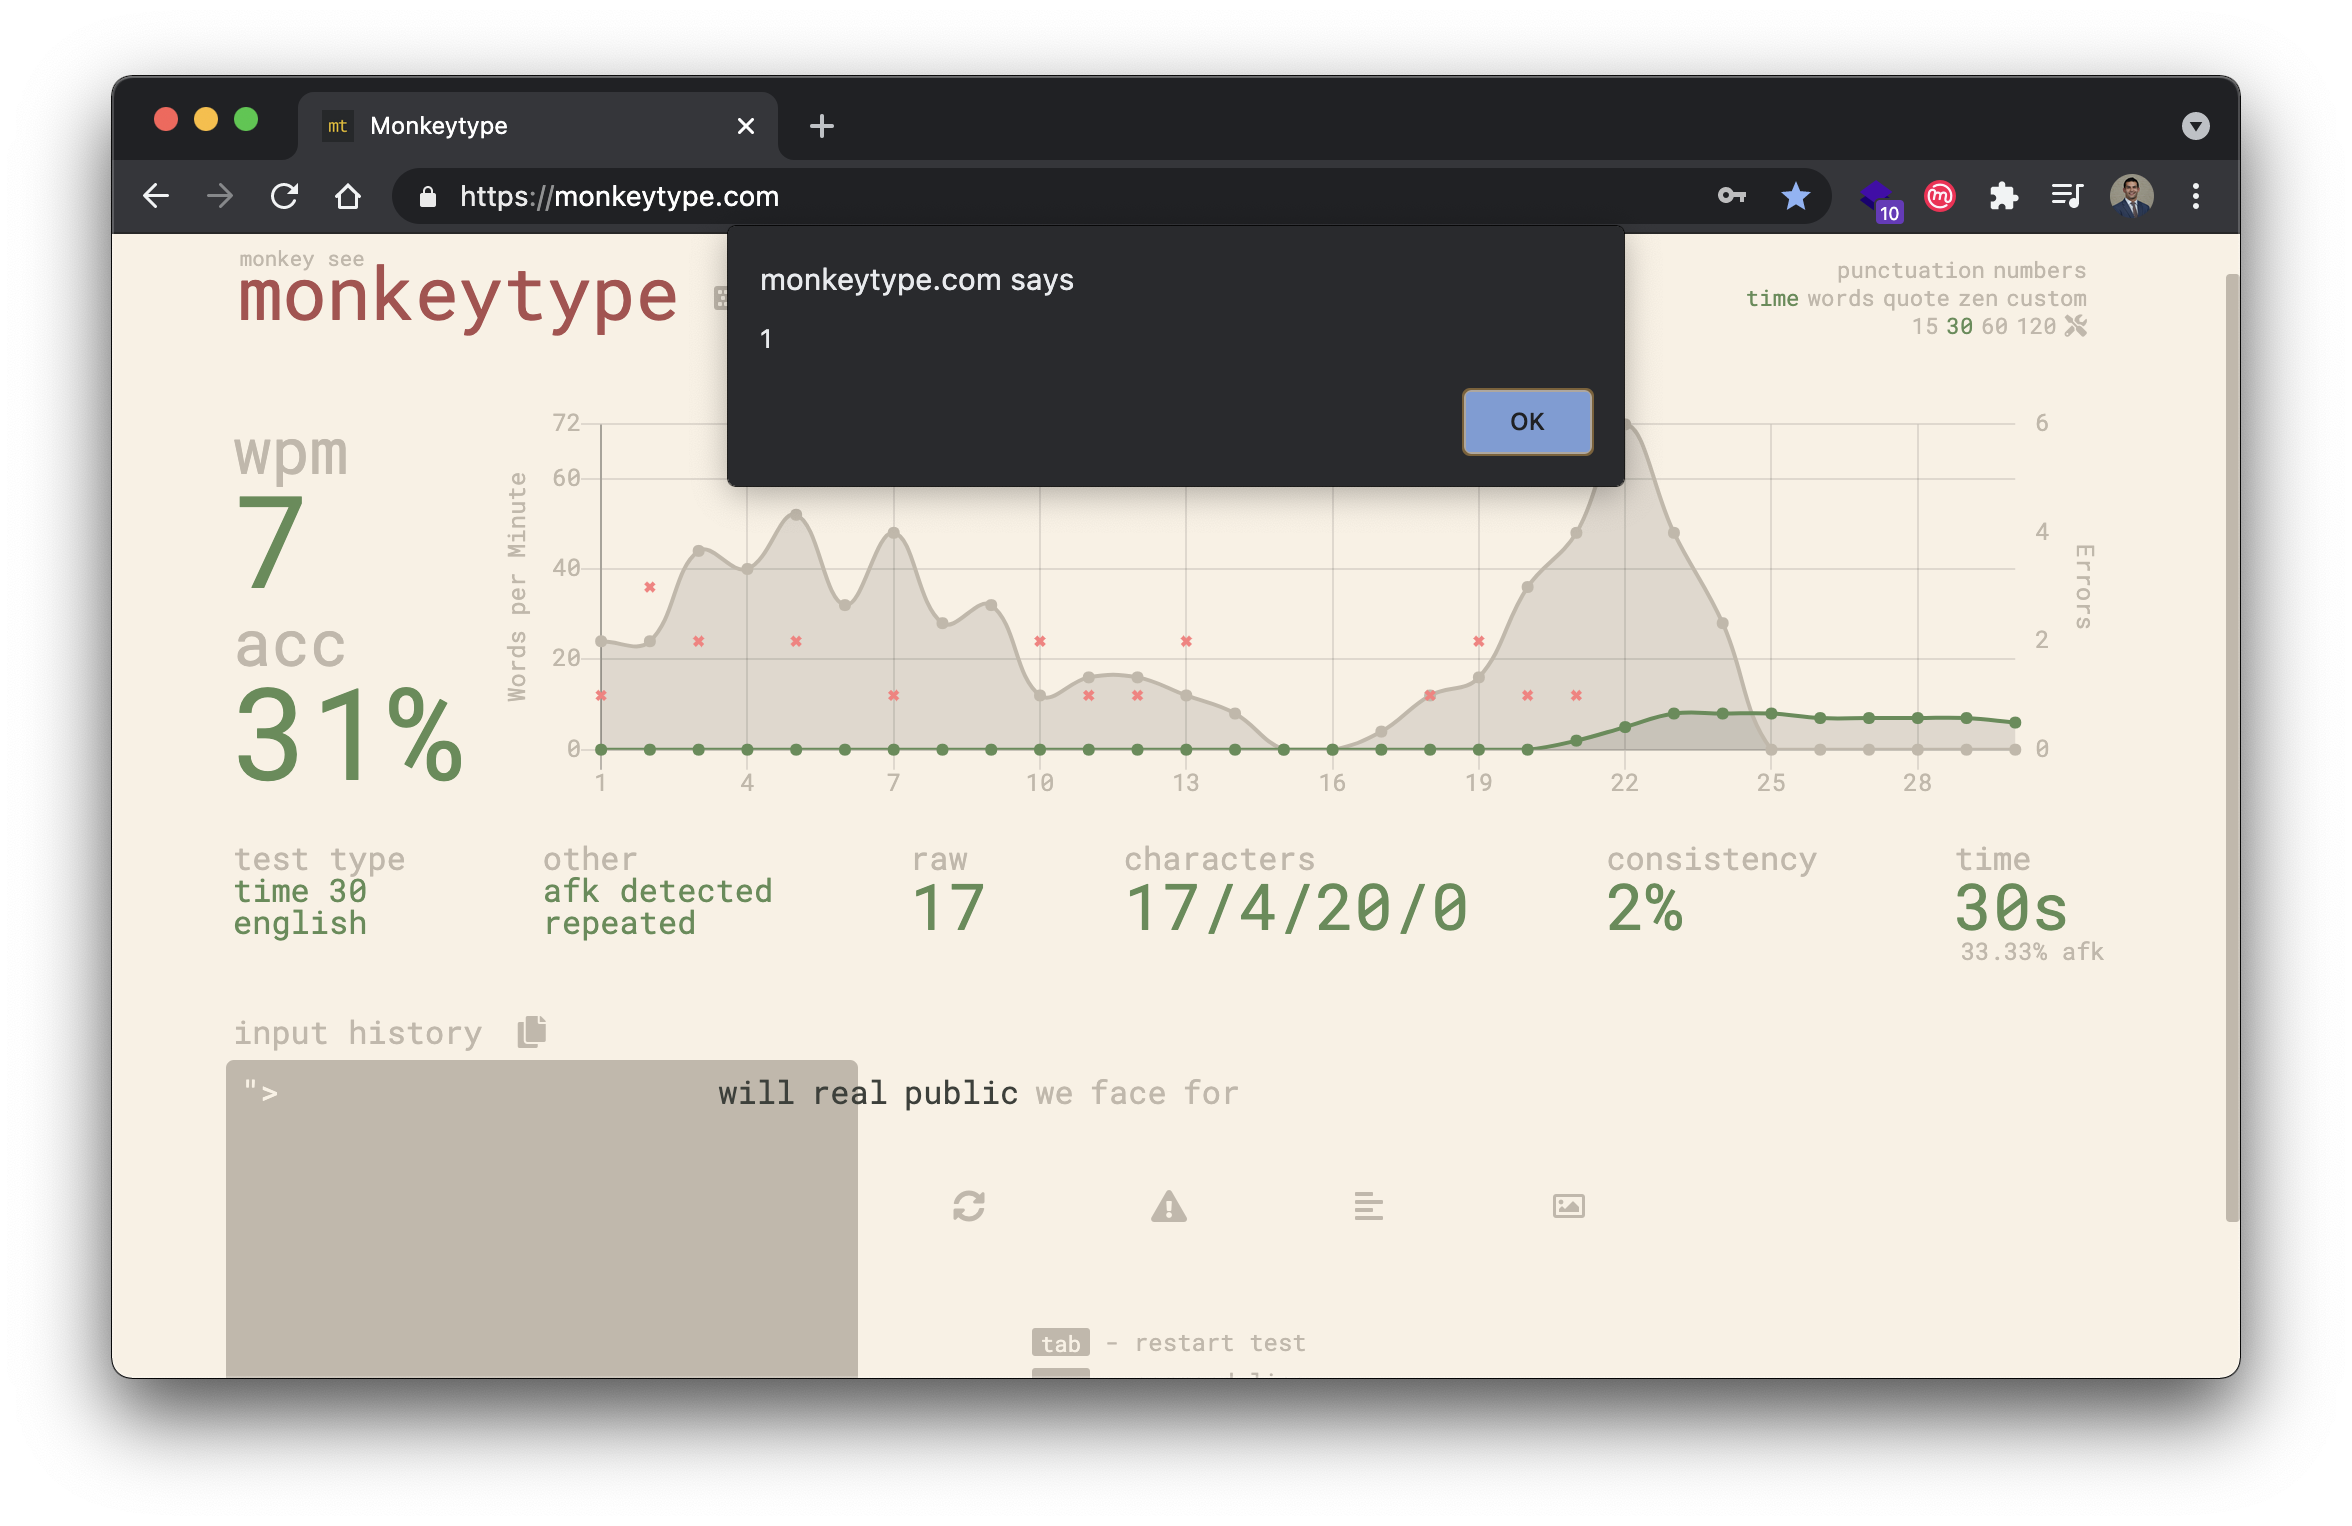 mt Monkeytype
https://monkeytype.com
10
monkey see
monkeytype
monkeytype.com says
1
OK
punctuation numbers
time words quote zen custom
15 30 60 120
wpm
7
acc
31%
Words per Minute
72
60
40
20
0
1 4 7 10 13 16 19 22 25 28
6
4
2
0
Errors
test type
time 30
english
other
afk detected
repeated
raw
17
characters
17/4/20/0
consistency
2%
time
30s
33.33% afk
input history
"> will real public we face for
tab - restart test